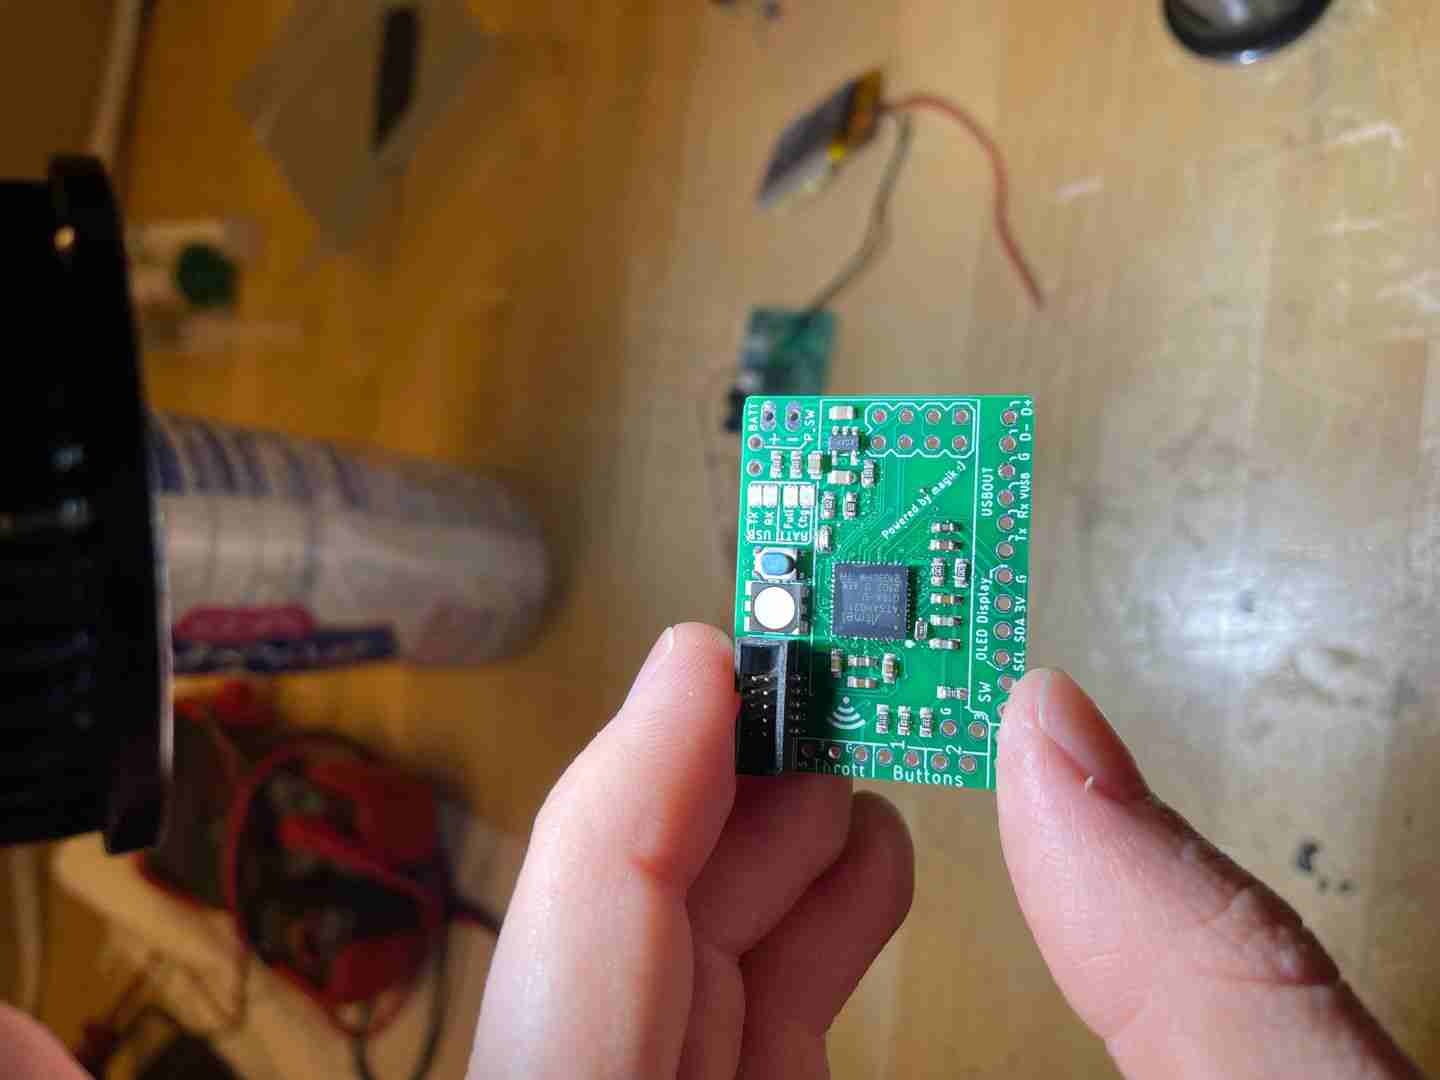 BATT
USB
TX
RX
BATT
Full
Chg
+
-
P_SW
Atmel
Powered by magik :)
Buttons
1
2
G
3
SW
OLED Display
USBOUT
SCL SDA 3V G
Tx Rx VUSB G D- D+